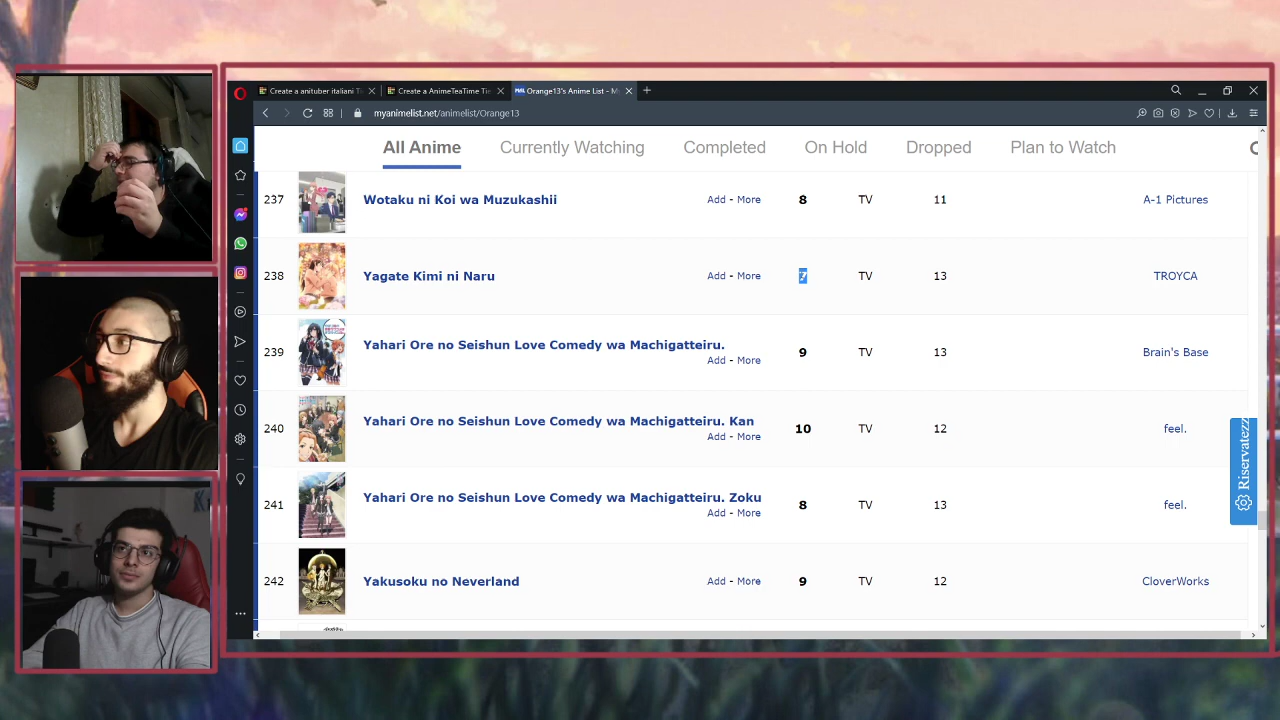 Create a anituber italiani Ti
Create a AnimeTeaTime Tie
Orange13's Anime List - My
myanimelist.net/animelist/Orange13
All Anime
Currently Watching
Completed
On Hold
Dropped
Plan to Watch
237 Wotaku ni Koi wa Muzukashii Add - More 8 TV 11 A-1 Pictures
238 Yagate Kimi ni Naru Add - More 7 TV 13 TROYCA
239 Yahari Ore no Seishun Love Comedy wa Machigatteiru. 9 TV 13 Brain's Base
Add - More
240 Yahari Ore no Seishun Love Comedy wa Machigatteiru. Kan 10 TV 12 feel.
Add - More
241 Yahari Ore no Seishun Love Comedy wa Machigatteiru. Zoku 8 TV 13 feel.
Add - More
242 Yakusoku no Neverland Add - More 9 TV 12 CloverWorks
Riservatezz